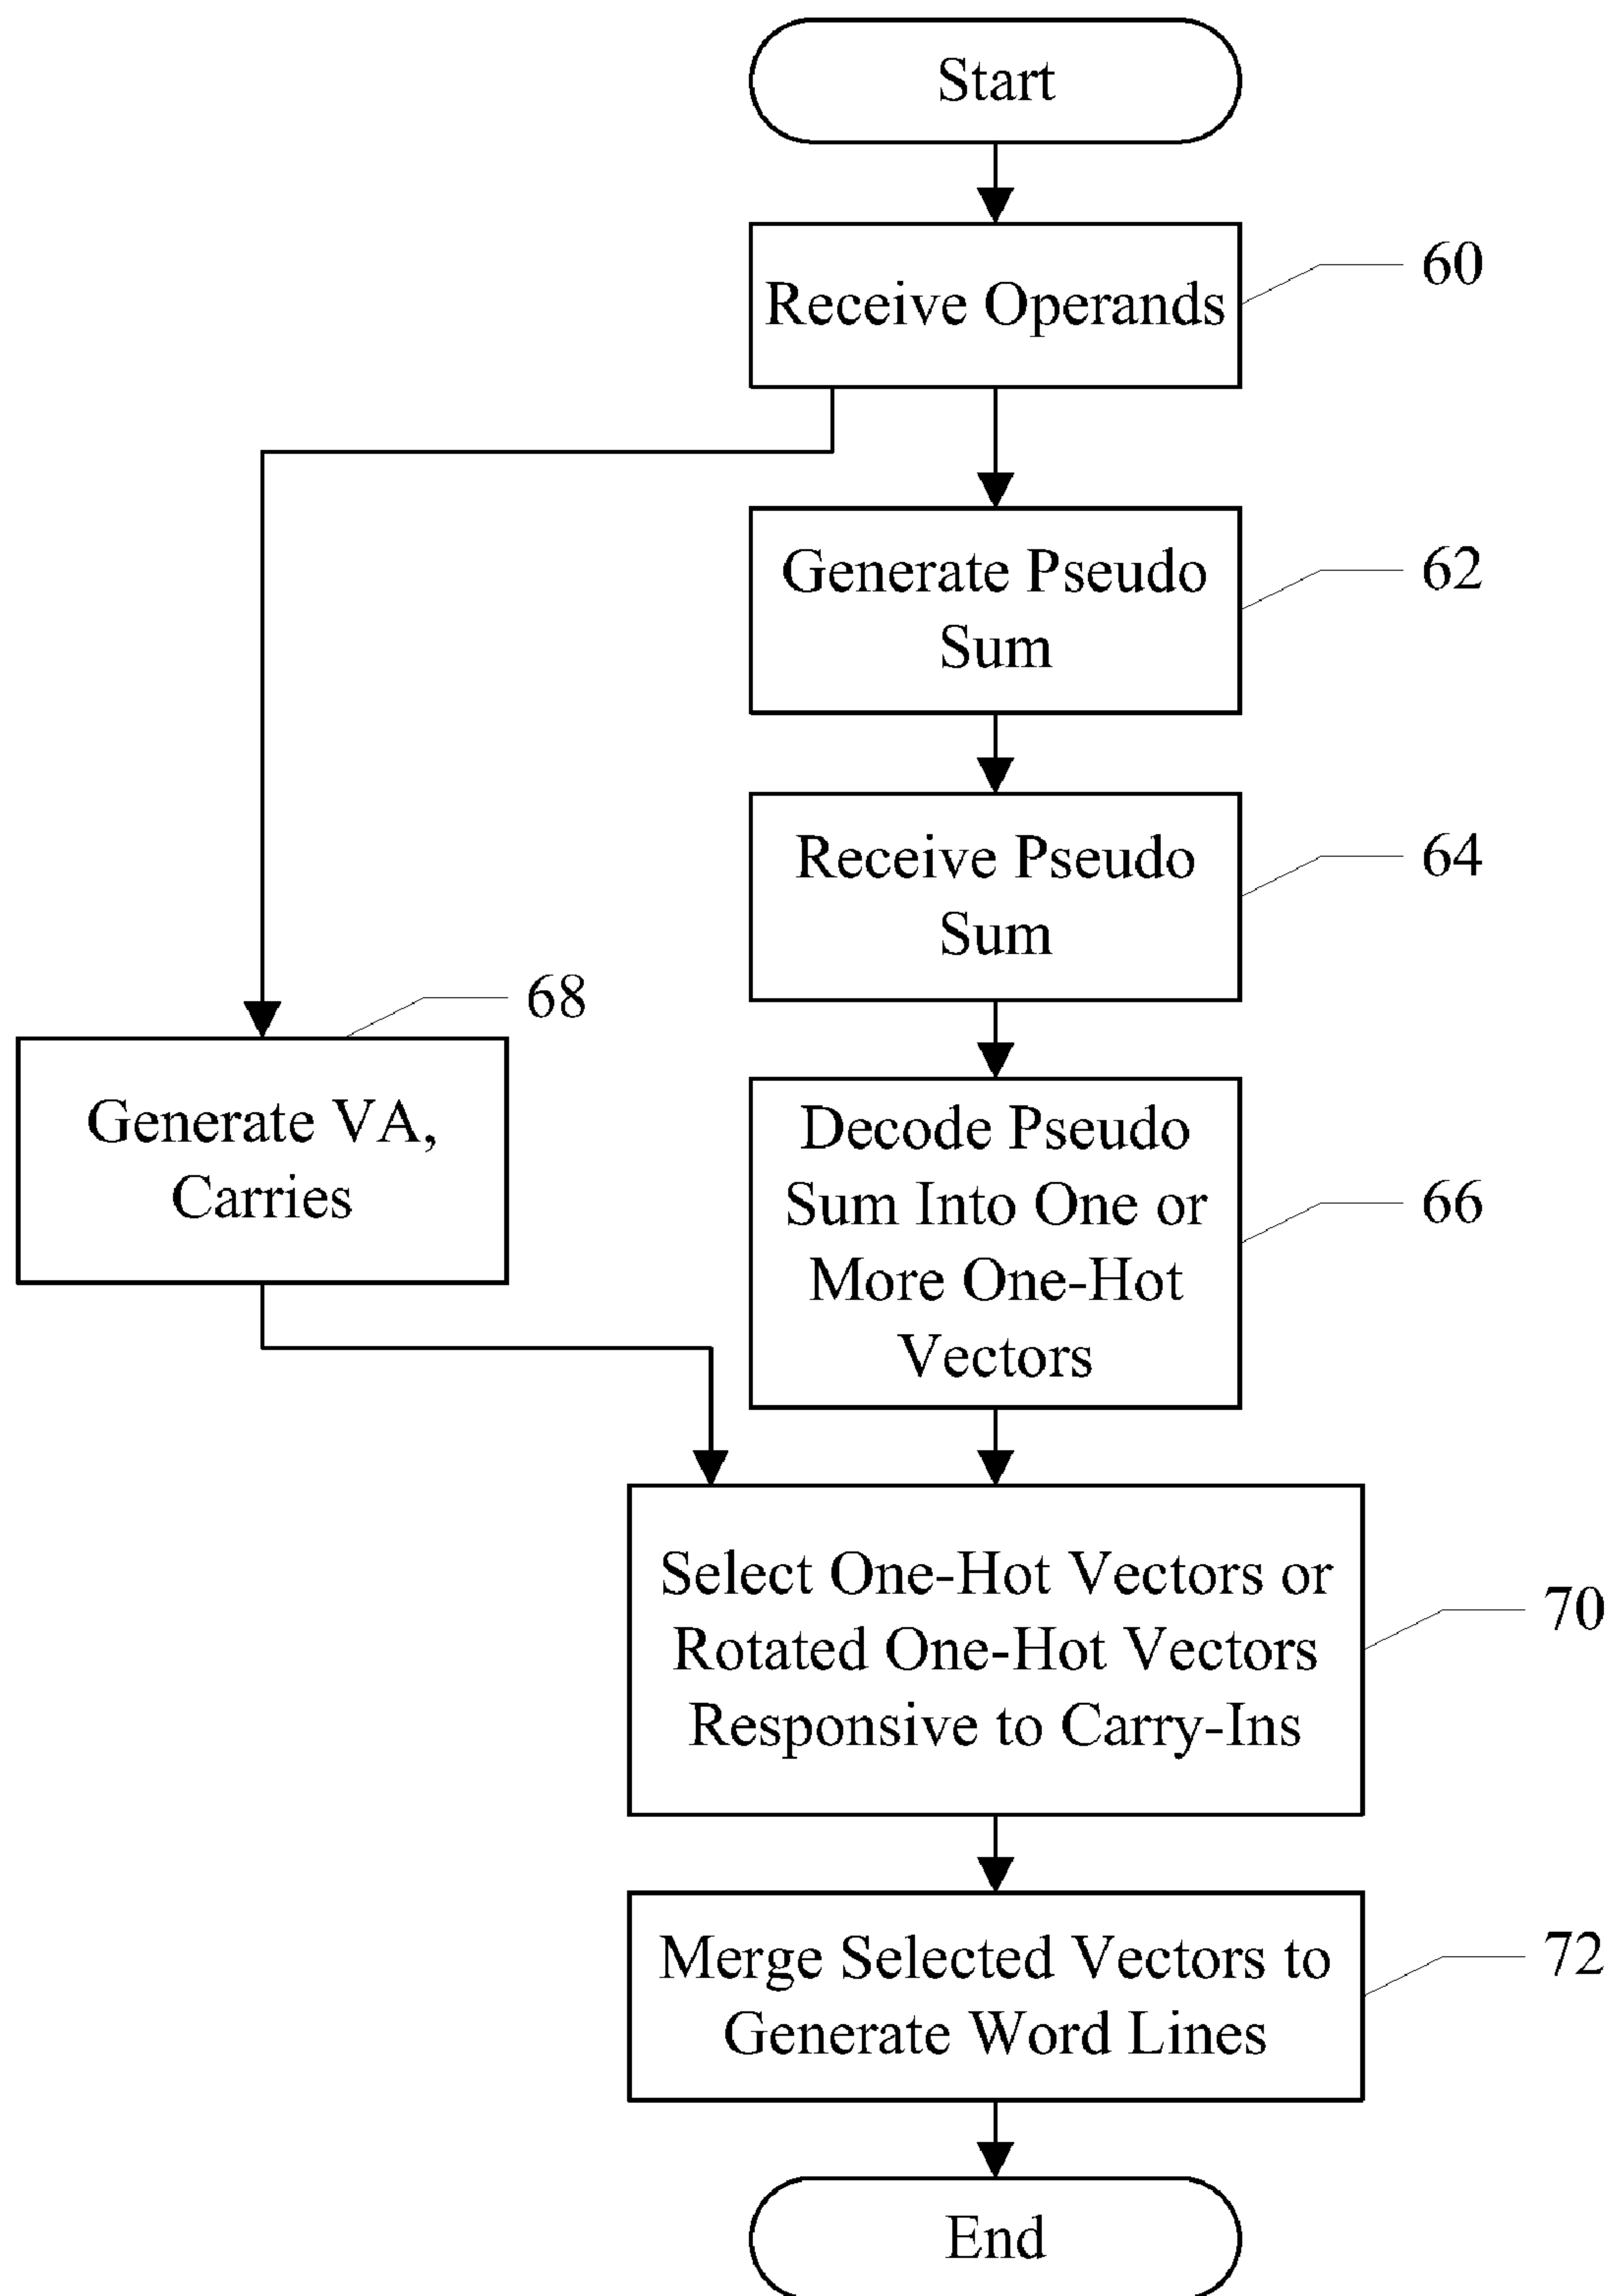 Start
Receive Operands
60
Generate Pseudo
Sum
62
Receive Pseudo
Sum
64
68
Generate VA,
Carries
Decode Pseudo
Sum Into One or
More One-Hot
Vectors
66
Select One-Hot Vectors or
Rotated One-Hot Vectors
Responsive to Carry-Ins
70
Merge Selected Vectors to
Generate Word Lines
72
End